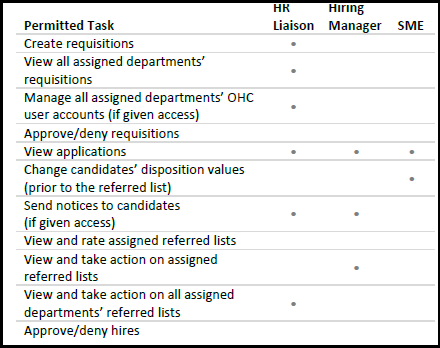 HR Hiring
Permitted Task Liaison Manager SME
Create requisitions •
View all assigned departments’
requisitions •
Manage all assigned departments’ OHC
user accounts (if given access) •
Approve/deny requisitions
View applications • • •
Change candidates’ disposition values
(prior to the referred list) •
Send notices to candidates
(if given access) • •
View and rate assigned referred lists
View and take action on assigned
referred lists •
View and take action on all assigned
departments’ referred lists •
Approve/deny hires